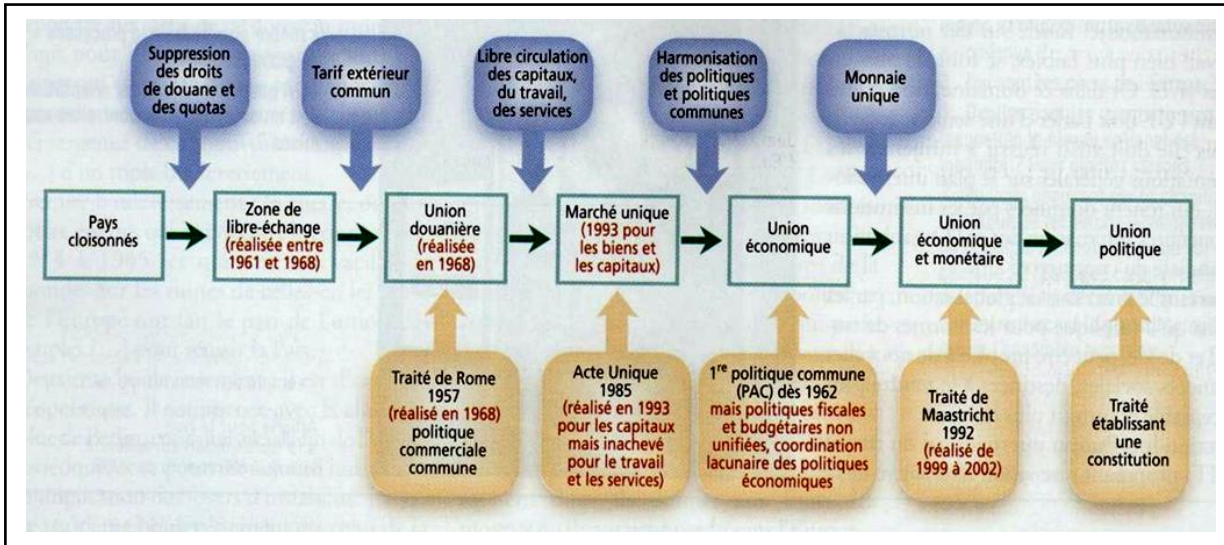 Suppression
des droits
de douane et
des quotas
Tarif extérieur
commun
Libre circulation
des capitaux,
du travail,
des services
Harmonisation
des politiques
et politiques
communes
Monnaie
unique
Pays
cloisonnés
Zone de
libre-échange
(réalisée entre
1961 et 1968)
Union
douanière
(réalisée
en 1968)
Marché unique
(1993 pour
les biens et
les capitaux)
Union
économique
Union
économique
et monétaire
Union
politique
Traité de Rome
1957
(réalisé en 1968)
politique
commerciale
commune
Acte Unique
1985
(réalisé en 1993
pour les capitaux
mais inachevé
pour le travail
et les services)
1re politique commune
(PAC) dès 1962
mais politiques fiscales
et budgétaires non
unifiées, coordination
lacunaire des politiques
économiques
Traité de
Maastricht
1992
(réalisé de
1999 à 2002)
Traité
établissant
une
constitution